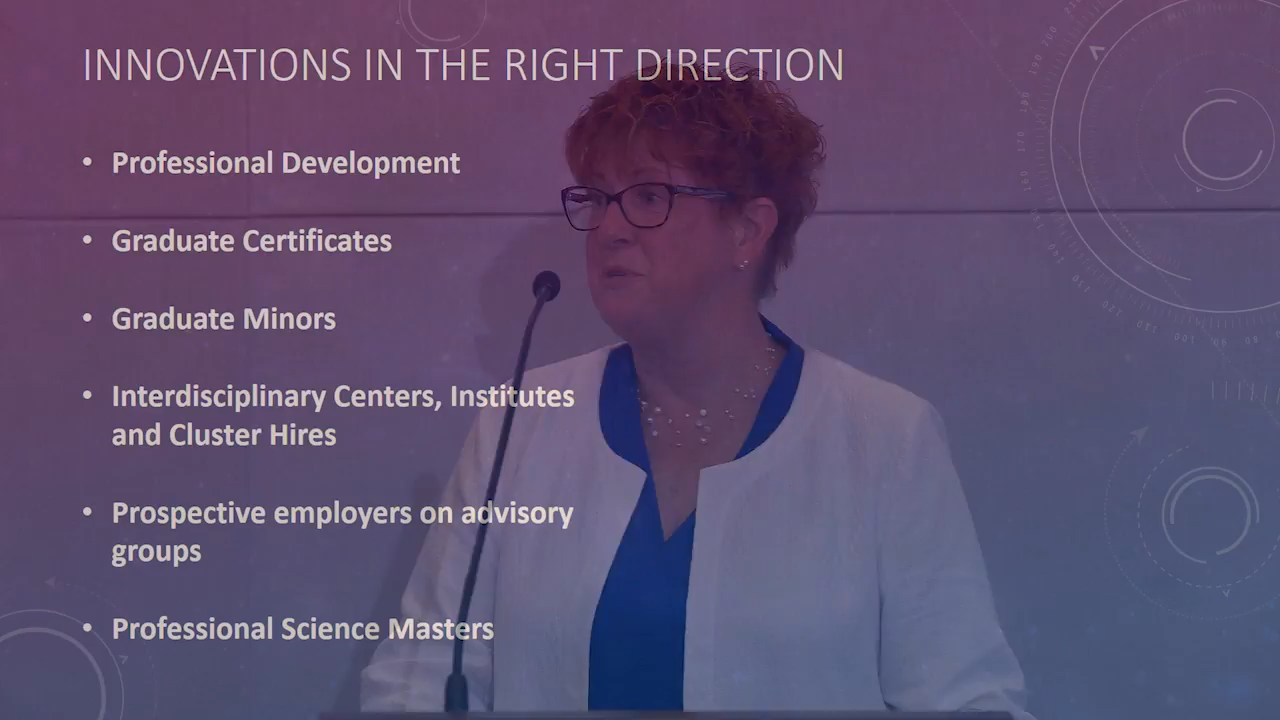 INNOVATIONS IN THE RIGHT DIRECTION
• Professional Development
• Graduate Certificates
• Graduate Minors
• Interdisciplinary Centers, Institutes
and Cluster Hires
• Prospective employers on advisory
groups
• Professional Science Masters